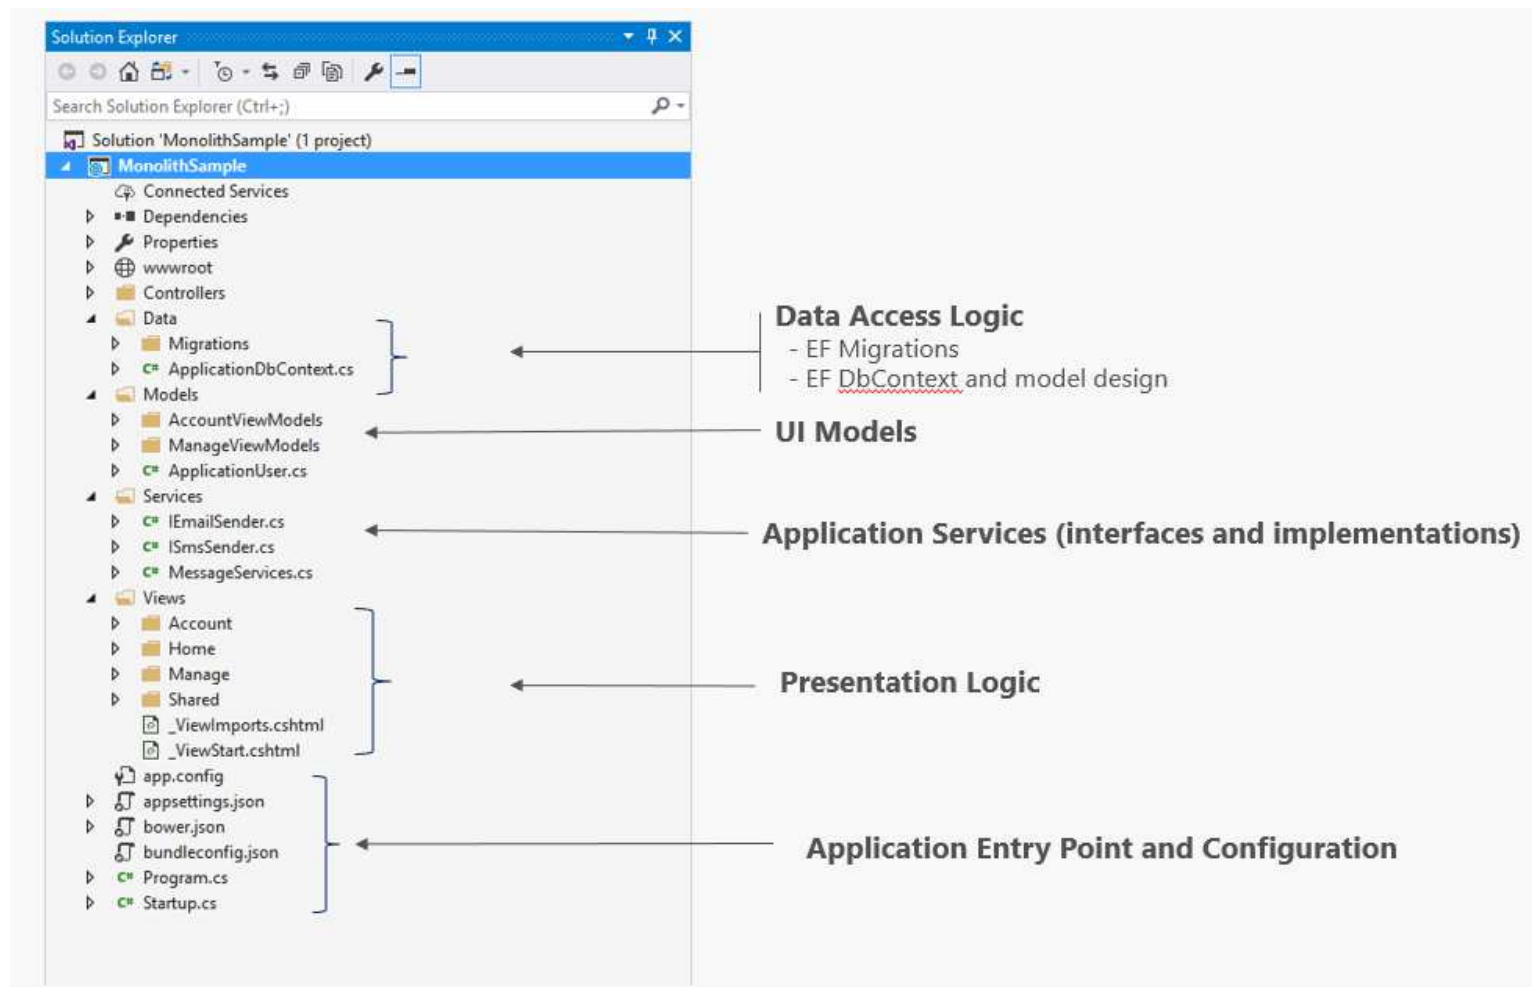 Solution Explorer
Search Solution Explorer (Ctrl+;)
Solution 'MonolithSample' (1 project)
MonolithSample
Connected Services
Dependencies
Properties
wwwroot
Controllers
Data
Migrations
C# ApplicationDbContext.cs
Models
AccountViewModels
ManageViewModels
C# ApplicationUser.cs
Services
C# IEmailSender.cs
C# ISmsSender.cs
C# MessageServices.cs
Views
Account
Home
Manage
Shared
_ViewImports.cshtml
_ViewStart.cshtml
app.config
appsettings.json
bower.json
bundleconfig.json
C# Program.cs
C# Startup.cs
Data Access Logic
- EF Migrations
- EF DbContext and model design
UI Models
Application Services (interfaces and implementations)
Presentation Logic
Application Entry Point and Configuration